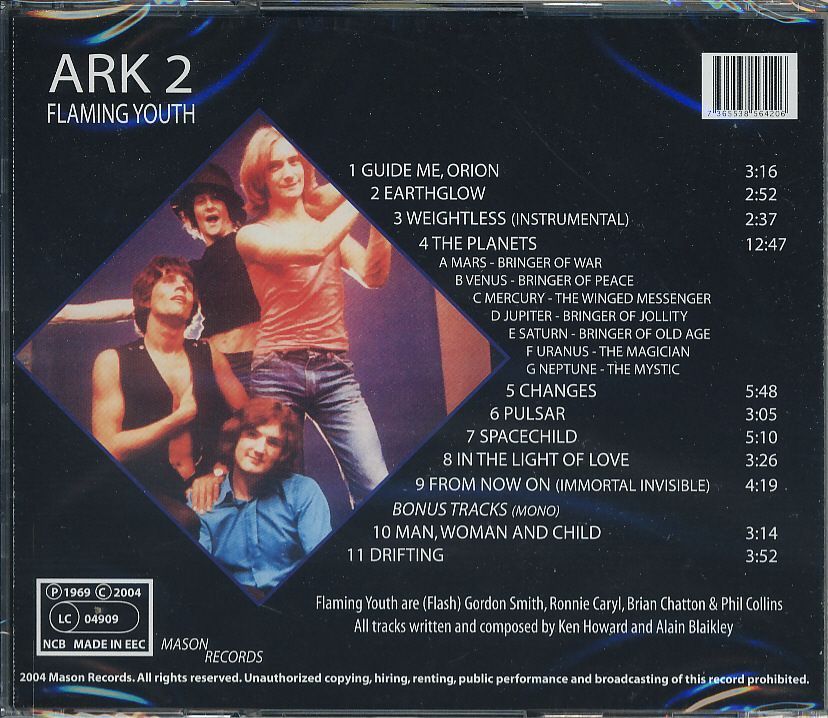 ARK 2
FLAMING YOUTH
7 365538 564206
1 GUIDE ME, ORION 3:16
2 EARTHGLOW 2:52
3 WEIGHTLESS (INSTRUMENTAL) 2:37
4 THE PLANETS 12:47
A MARS - BRINGER OF WAR
B VENUS - BRINGER OF PEACE
C MERCURY - THE WINGED MESSENGER
D JUPITER - BRINGER OF JOLLITY
E SATURN - BRINGER OF OLD AGE
F URANUS - THE MAGICIAN
G NEPTUNE - THE MYSTIC
5 CHANGES 5:48
6 PULSAR 3:05
7 SPACECHILD 5:10
8 IN THE LIGHT OF LOVE 3:26
9 FROM NOW ON (IMMORTAL INVISIBLE) 4:19
BONUS TRACKS (MONO)
10 MAN, WOMAN AND CHILD 3:14
11 DRIFTING 3:52
Ⓟ1969 Ⓒ2004
LC 04909
NCB MADE IN EEC
MASON
RECORDS
Flaming Youth are (Flash) Gordon Smith, Ronnie Caryl, Brian Chatton & Phil Collins
All tracks written and composed by Ken Howard and Alain Blaikley
2004 Mason Records. All rights reserved. Unauthorized copying, hiring, renting, public performance and broadcasting of this record prohibited.